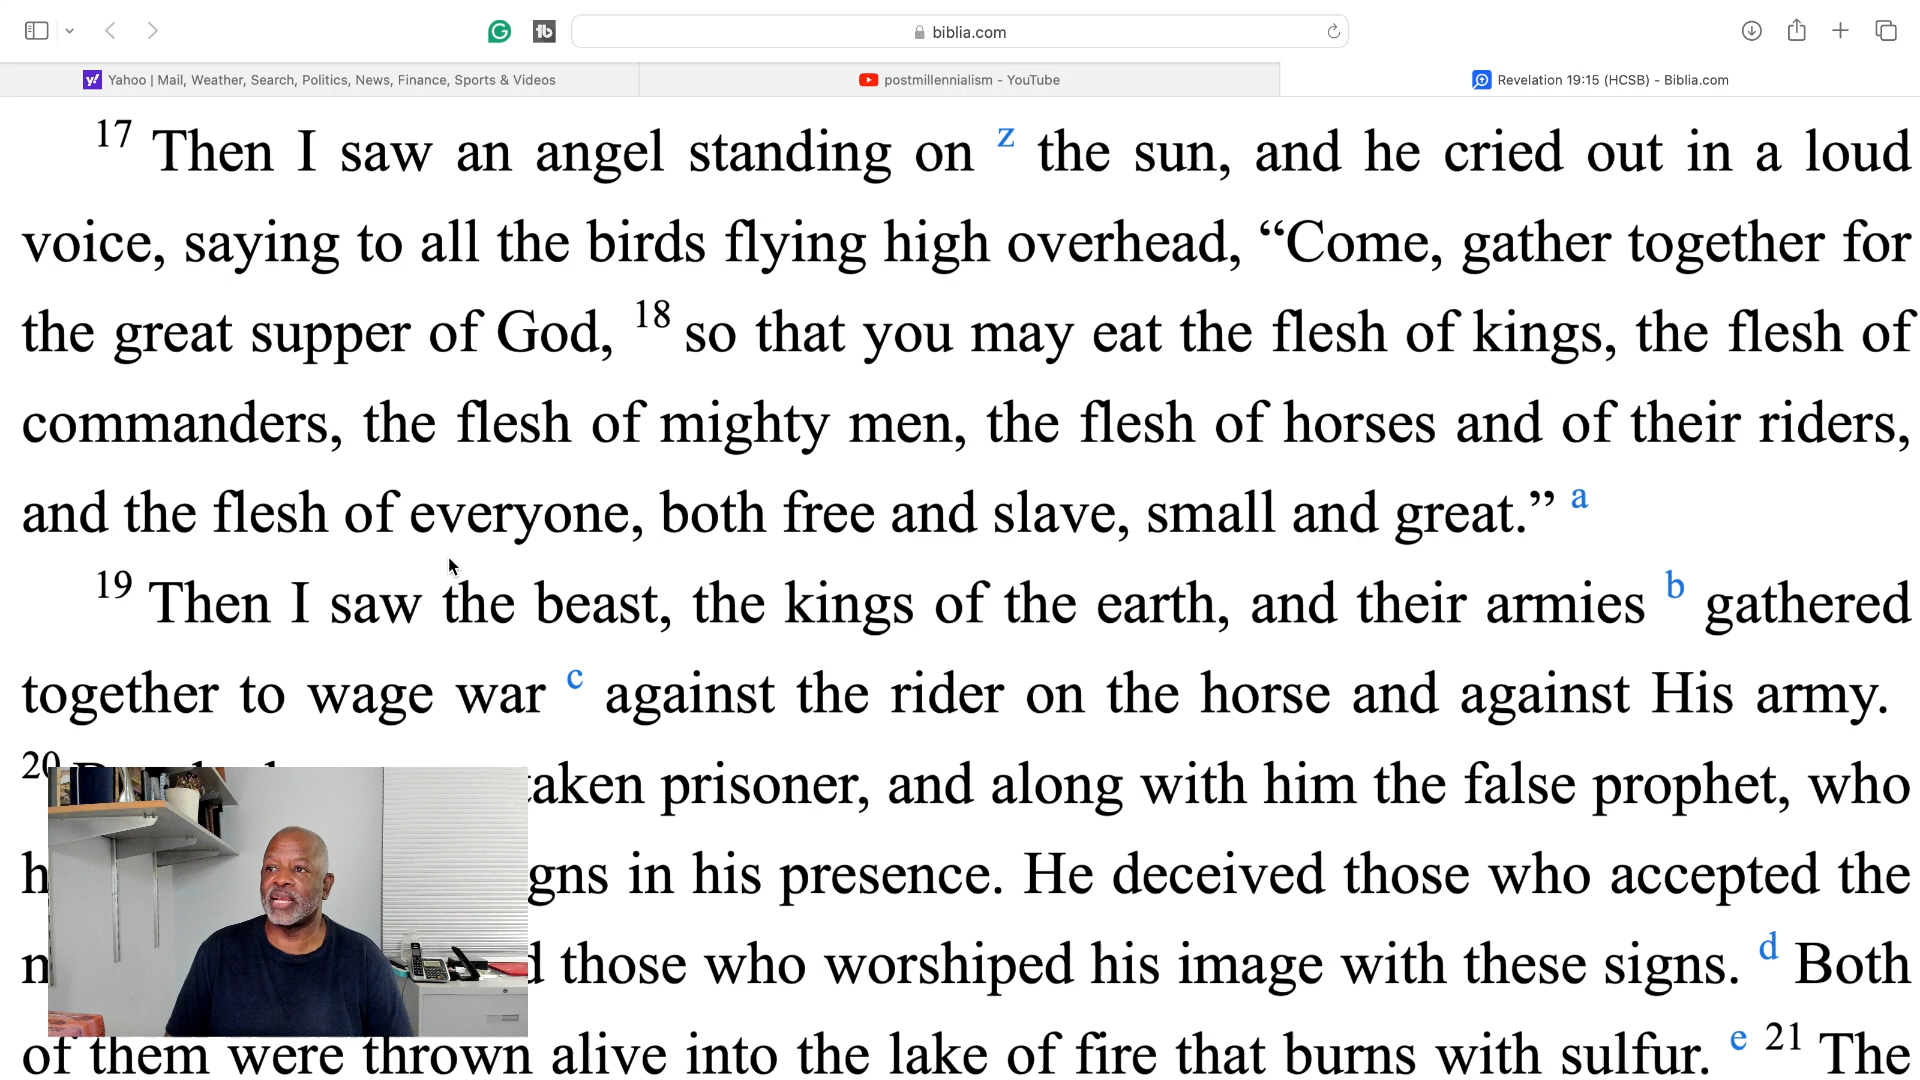 biblia.com
Yahoo | Mail, Weather, Search, Politics, News, Finance, Sports & Videos
postmillennialism - YouTube
Revelation 19:15 (HCSB) - Biblia.com
17 Then I saw an angel standing on z the sun, and he cried out in a loud
voice, saying to all the birds flying high overhead, “Come, gather together for
the great supper of God, 18 so that you may eat the flesh of kings, the flesh of
commanders, the flesh of mighty men, the flesh of horses and of their riders,
and the flesh of everyone, both free and slave, small and great.” a
19 Then I saw the beast, the kings of the earth, and their armies b gathered
together to wage war c against the rider on the horse and against His army.
20 taken prisoner, and along with him the false prophet, who
in his presence. He deceived those who accepted the
those who worshiped his image with these signs. d Both
of them were thrown alive into the lake of fire that burns with sulfur. e 21 The